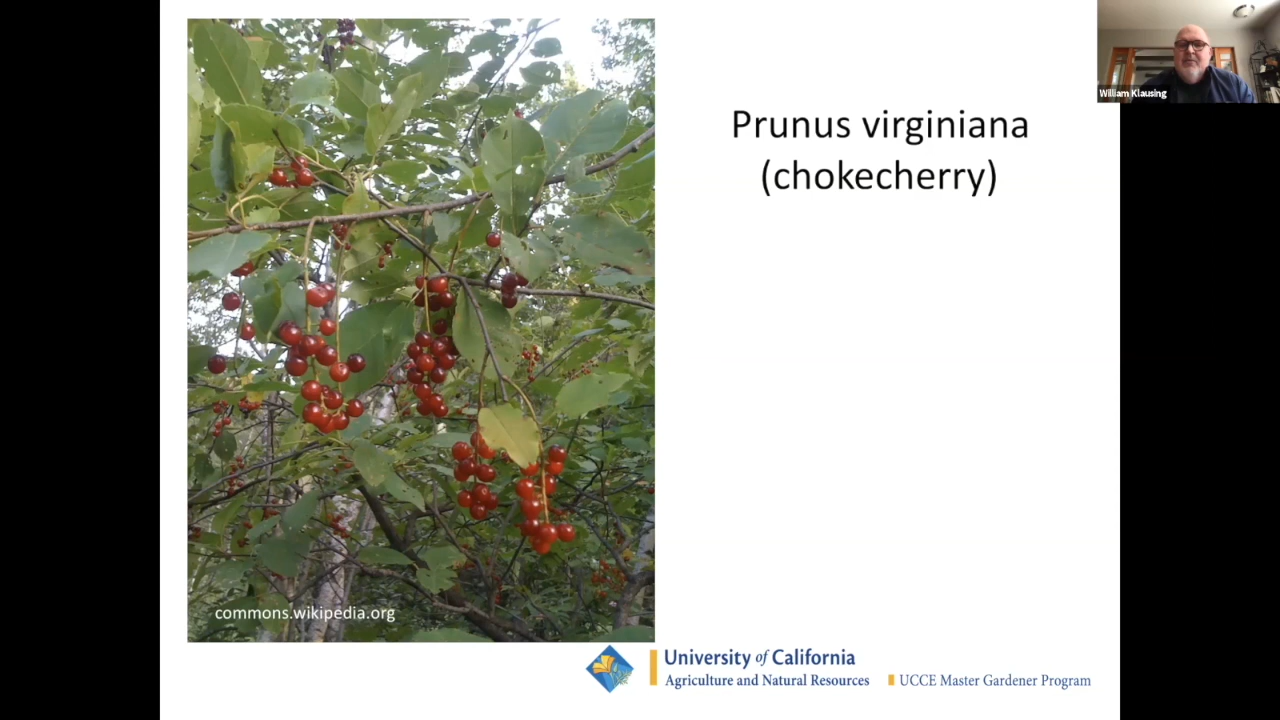 William Klausing
Prunus virginiana
(chokecherry)
commons.wikipedia.org
University of California
Agriculture and Natural Resources
UCCE Master Gardener Program